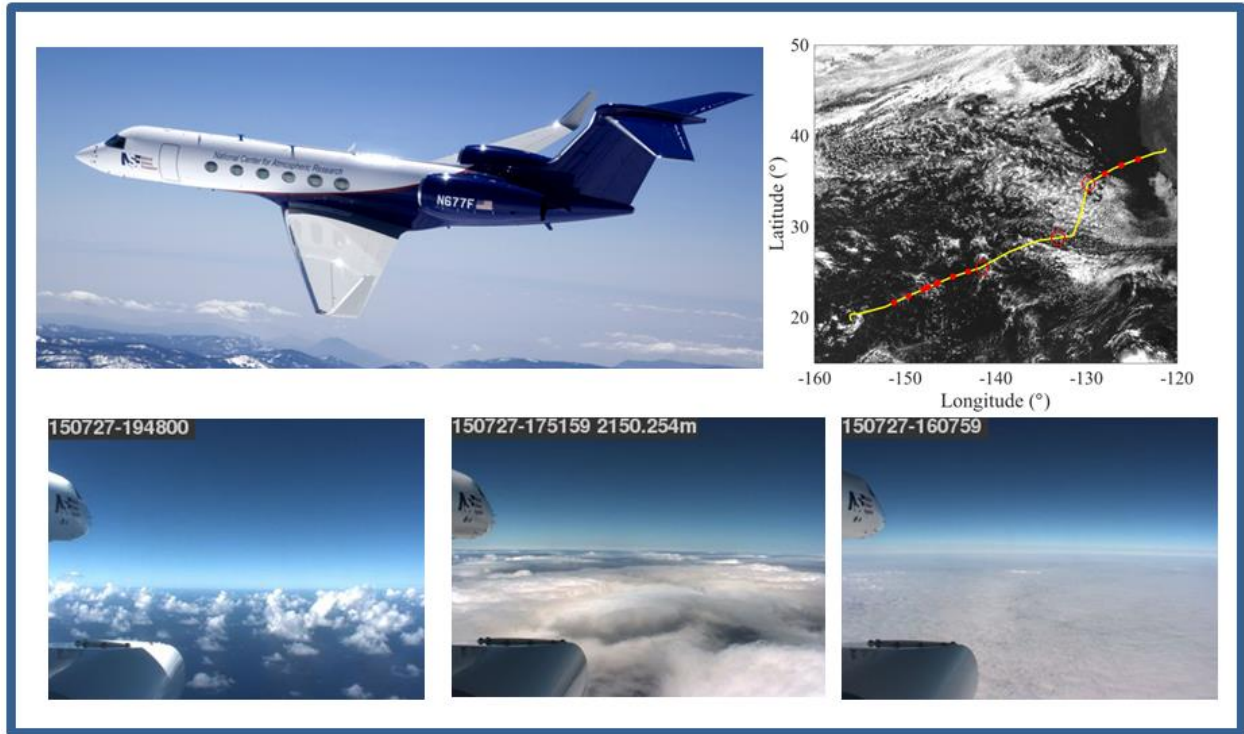 National Center for Atmospheric Research
N677F
50
40
30
20
Latitude (°)
-160 -150 -140 -130 -120
Longitude (°)
150727-194800
150727-175159 2150.254m
150727-160759